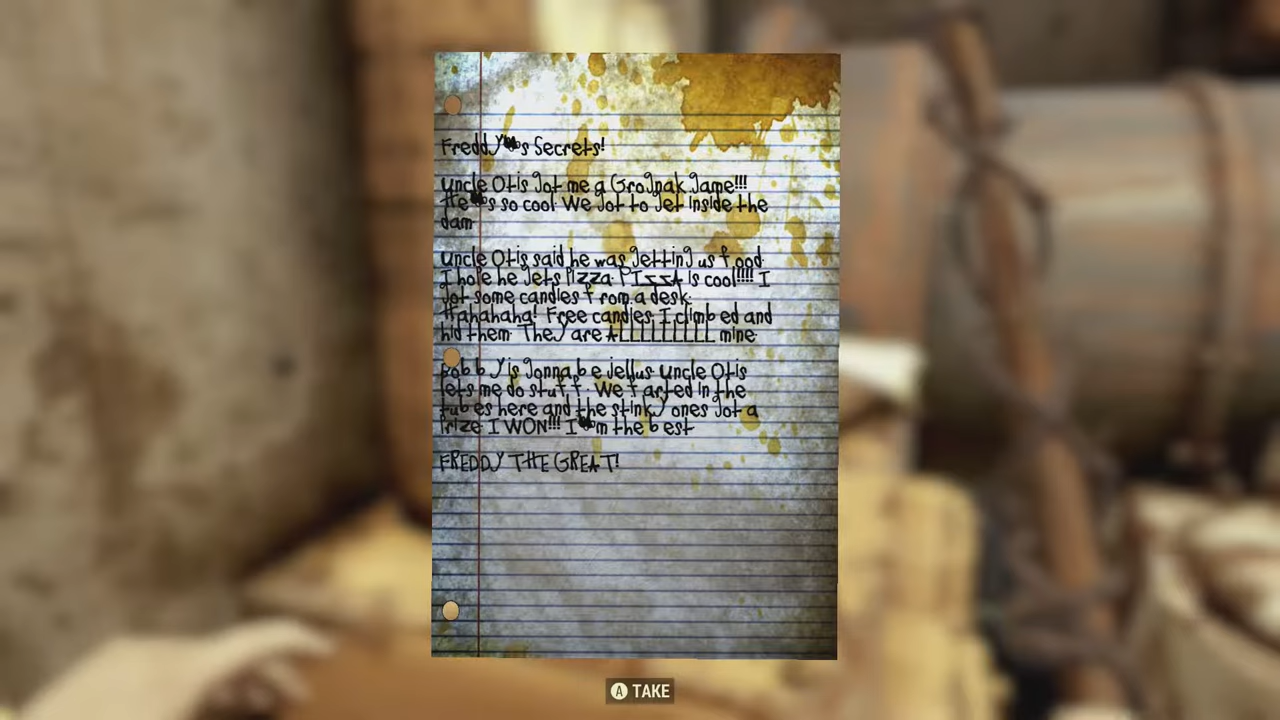 Freddy's Secrets!
Uncle Otis got me a Grognak game!!!
He's so cool We got to get inside the
dam
Uncle Otis said he was getting us food.
I hope he gets Pizza. PIzzA is cool!!!! I
got some candies from a desk.
Hahahaha! Free candies. I climbed and
hid them. They are ALLLLLLLLL mine.
Bobby is gonna be jellus. Uncle Otis
lets me do stuff. We farted in the
tubes here and the stinky ones got a
prize I WON!!! I'm the best
FREDDY THE GREAT!
A TAKE